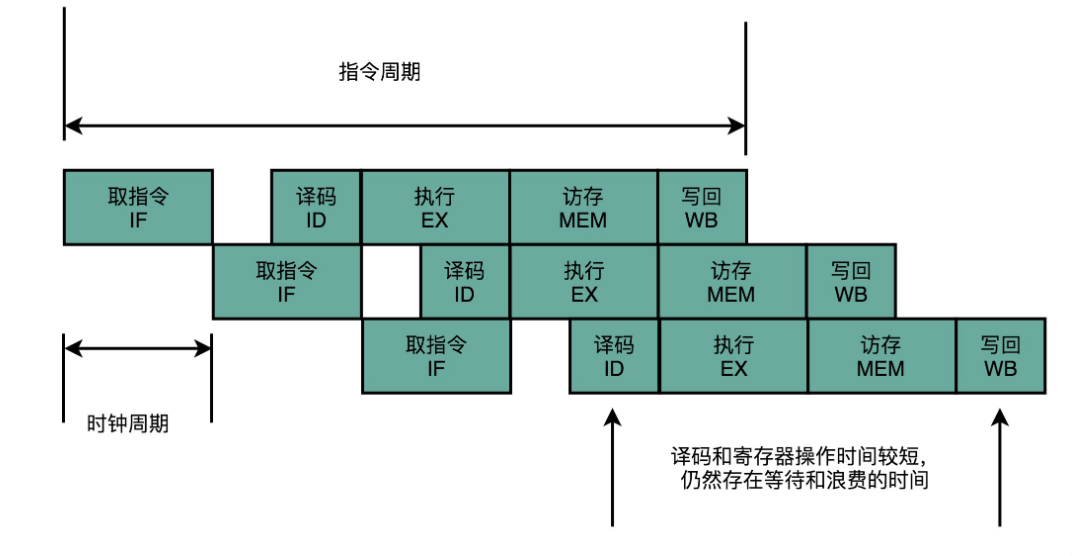 指令周期
取指令
IF
译码
ID
执行
EX
访存
MEM
写回
WB
取指令
IF
译码
ID
执行
EX
访存
MEM
写回
WB
取指令
IF
译码
ID
执行
EX
访存
MEM
写回
WB
时钟周期
译码和寄存器操作时间较短，
仍然存在等待和浪费的时间